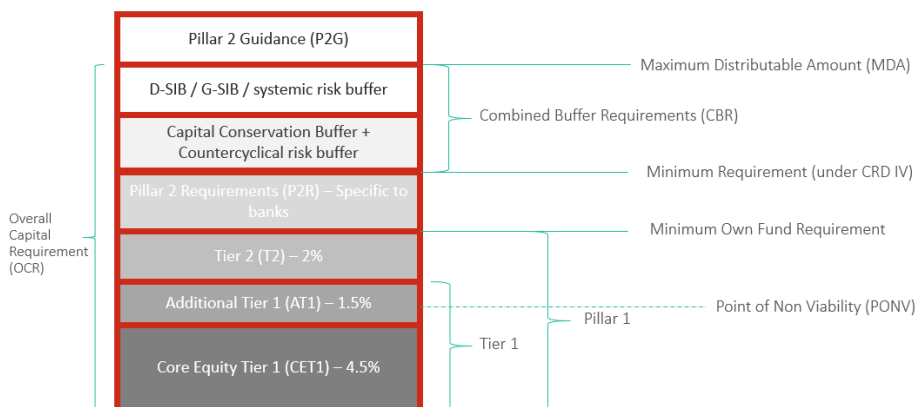 Pillar 2 Guidance (P2G)
Maximum Distributable Amount (MDA)
D-SIB / G-SIB / systemic risk buffer
Combined Buffer Requirements (CBR)
Capital Conservation Buffer +
Countercyclical risk buffer
Minimum Requirement (under CRD IV)
Pillar 2 Requirements (P2R) – Specific to
banks
Overall
Capital
Requirement
(OCR)
Minimum Own Fund Requirement
Tier 2 (T2) – 2%
Additional Tier 1 (AT1) – 1.5%
Point of Non Viability (PONV)
Pillar 1
Tier 1
Core Equity Tier 1 (CET1) – 4.5%